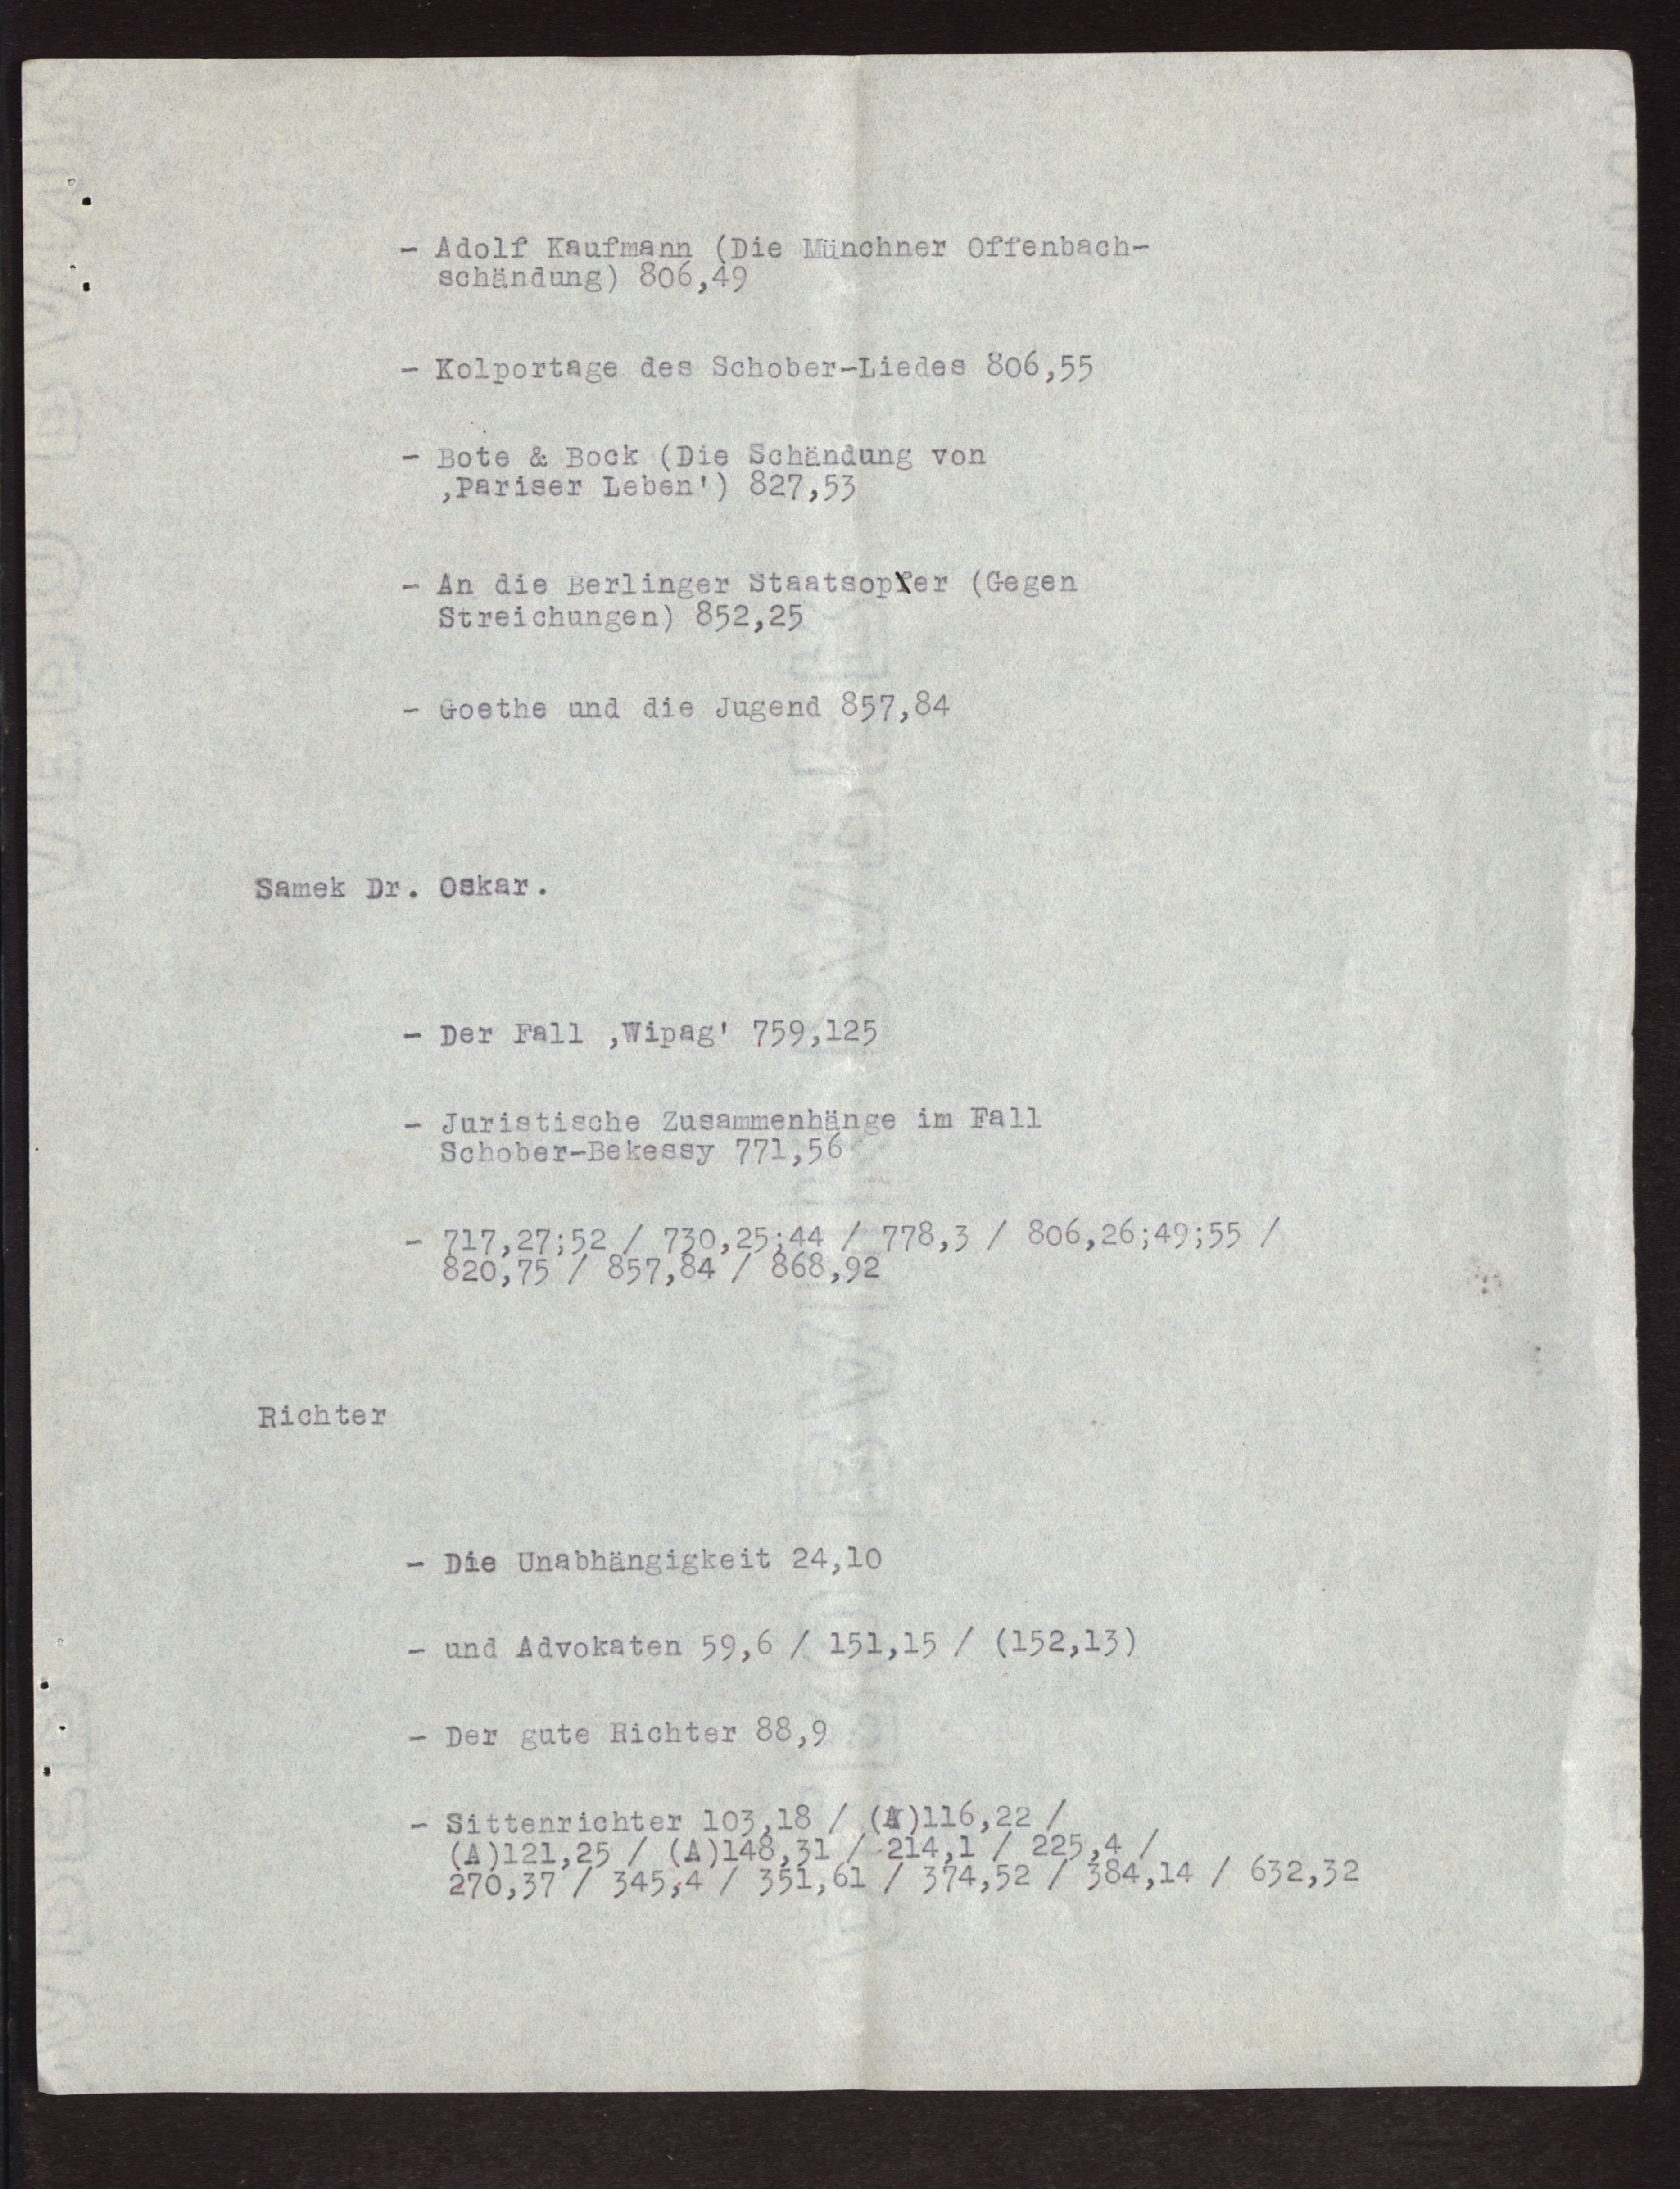 - Adolf Kaufmann (Die Münchner Offenbach-
schändung) 806,49
- Kolportage des Schober-Liedes 806,55
- Bote & Bock (Die Schändung von
‚Pariser Leben') 827,53
- An die Berlinger Staatsoper (Gegen
Streichungen) 852,25
- Goethe und die Jugend 857,84
Samek Dr. Oskar.
- Der Fall ‚Wipag' 759,125
- Juristische Zusammenhänge im Fall
Schober-Bekessy 771,56
- 717,27;52 / 730,25;44 / 778,3 / 806,26;49;55 /
820,75 / 857,84 / 868,92
Richter
- Die Unabhängigkeit 24,10
- und Advokaten 59,6 / 151,15 / (152,13)
- Der gute Richter 88,9
- Sittenrichter 103,18 / (A)116,22 /
(A)121,25 / (A)148,31 / 214,1 / 225,4 /
270,37 / 345,4 / 351,61 / 374,52 / 384,14 / 632,32